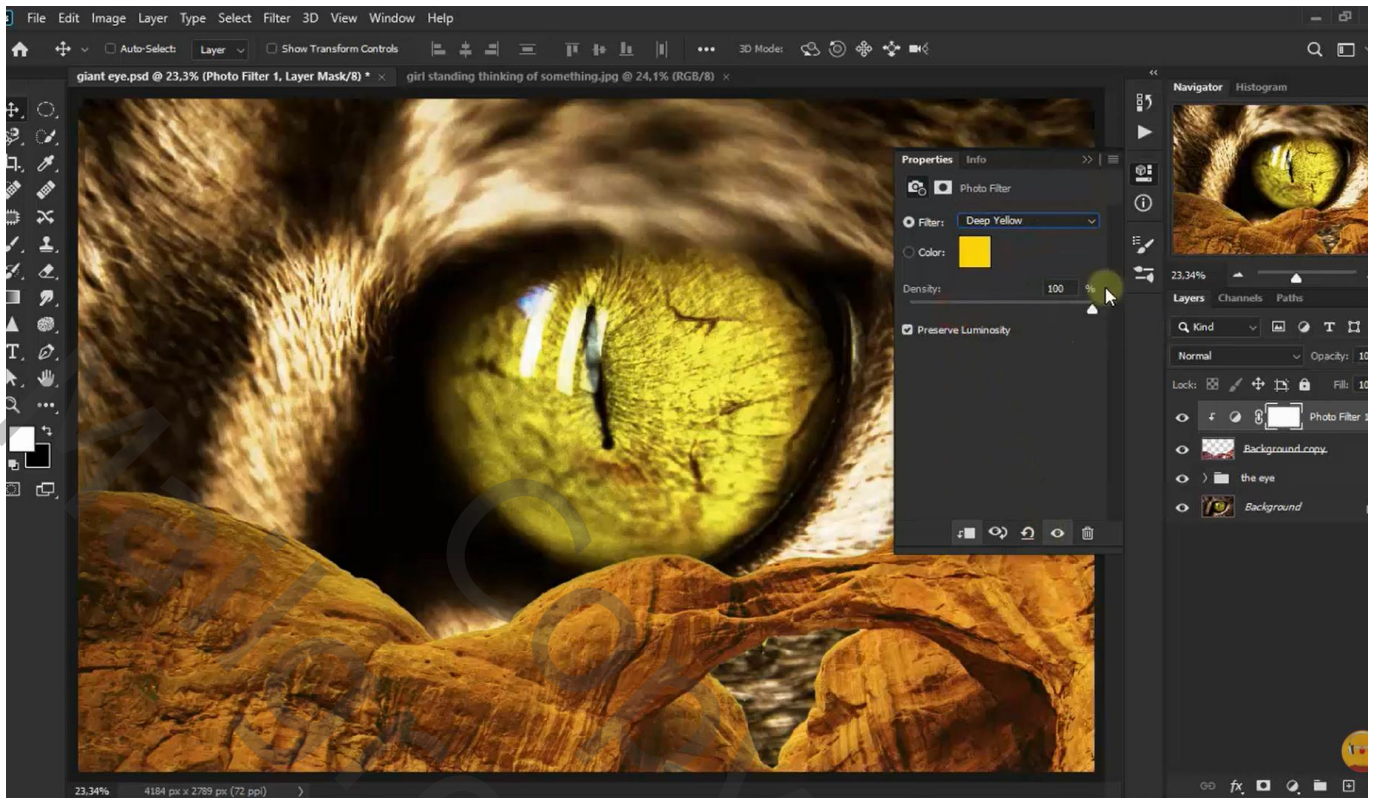 File Edit Image Layer Type Select Filter 3D View Window Help
Auto-Select: Layer Show Transform Controls 3D Mode:
giant eye.psd @ 23,3% (Photo Filter 1, Layer Mask/8) * × girl standing thinking of something.jpg @ 24,1% (RGB/8) ×
Navigator Histogram
Properties Info
Photo Filter
Filter: Deep Yellow
Color:
Density: 100 %
Preserve Luminosity
23,34%
Layers Channels Paths
Kind
Normal Opacity: 10
Lock: Fill: 10
Photo Filter 1
Background copy
the eye
Background
23,34% 4184 px x 2789 px (72 ppi)